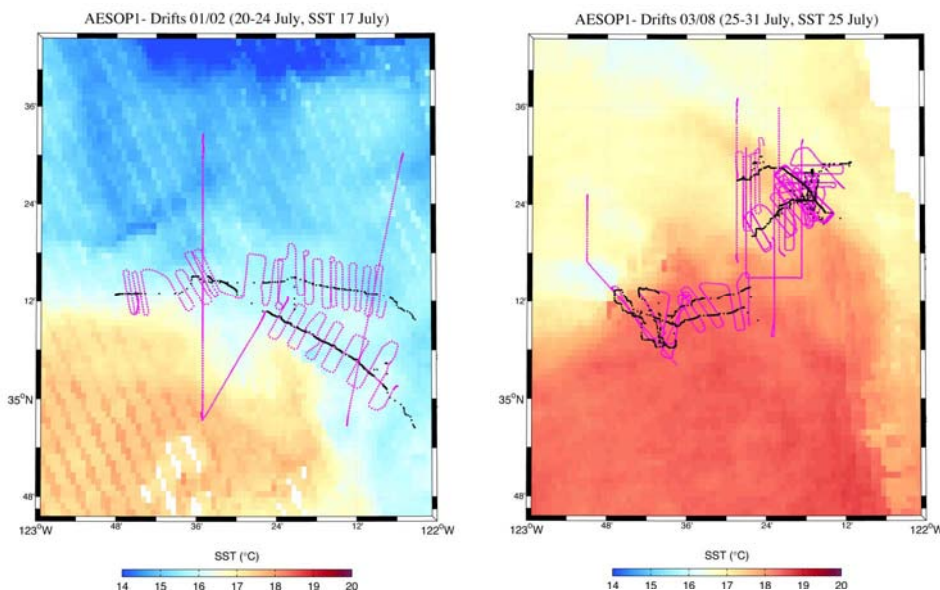 AESOP1- Drifts 01/02 (20-24 July, SST 17 July)
36'
24'
12'
35°N
48'
123°W
48'
36'
24'
12'
122°W
SST (°C)
14 15 16 17 18 19 20
AESOP1- Drifts 03/08 (25-31 July, SST 25 July)
36'
24'
12'
35°N
48'
123°W
48'
36'
24'
12'
122°W
SST (°C)
14 15 16 17 18 19 20